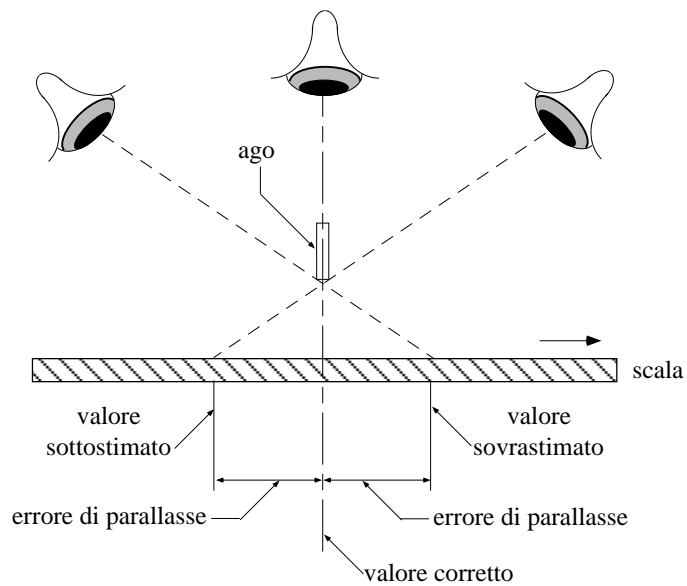 ago
scala
valore
sottostimato
valore
sovrastimato
errore di parallasse
errore di parallasse
valore corretto